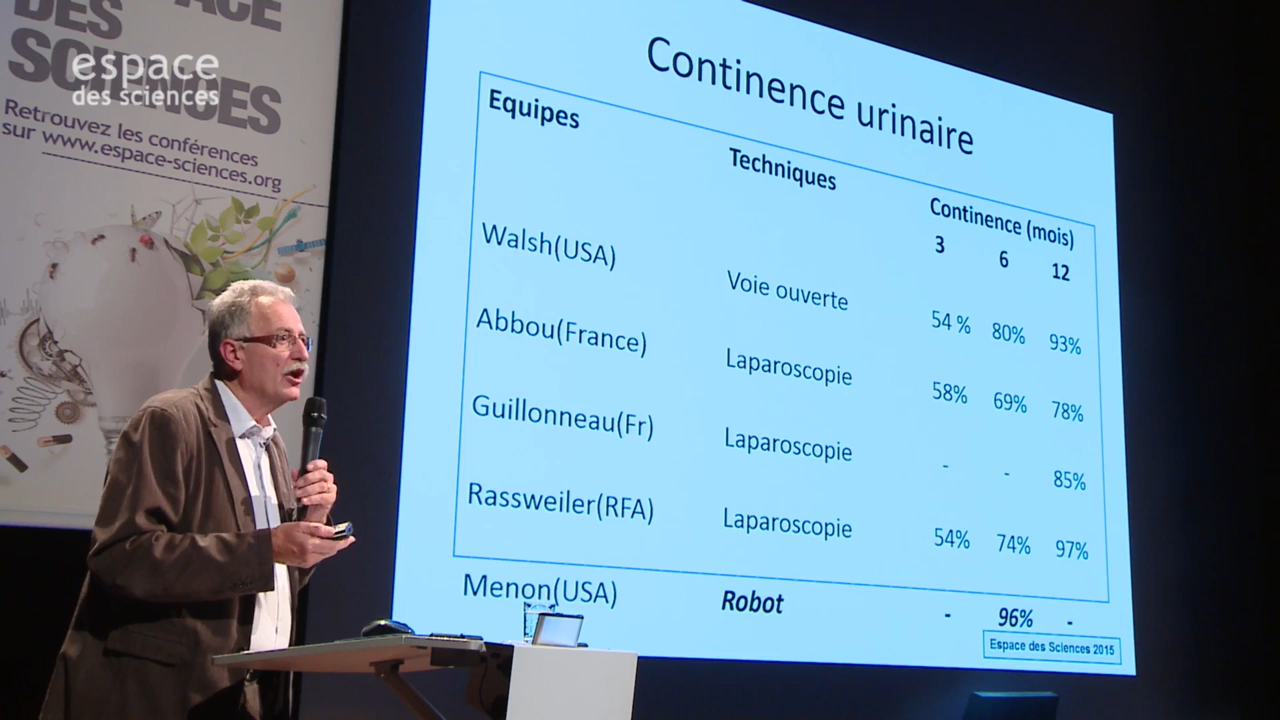 DES
SCIENCES
espace
des sciences
Retrouvez les conférences
sur www.espace-sciences.org
Continence urinaire
Equipes Techniques Continence (mois)
3 6 12
Walsh(USA) Voie ouverte 54 % 80% 93%
Abbou(France) Laparoscopie 58% 69% 78%
Guillonneau(Fr) Laparoscopie - - 85%
Rassweiler(RFA) Laparoscopie 54% 74% 97%
Menon(USA) Robot - 96% -
Espace des Sciences 2015